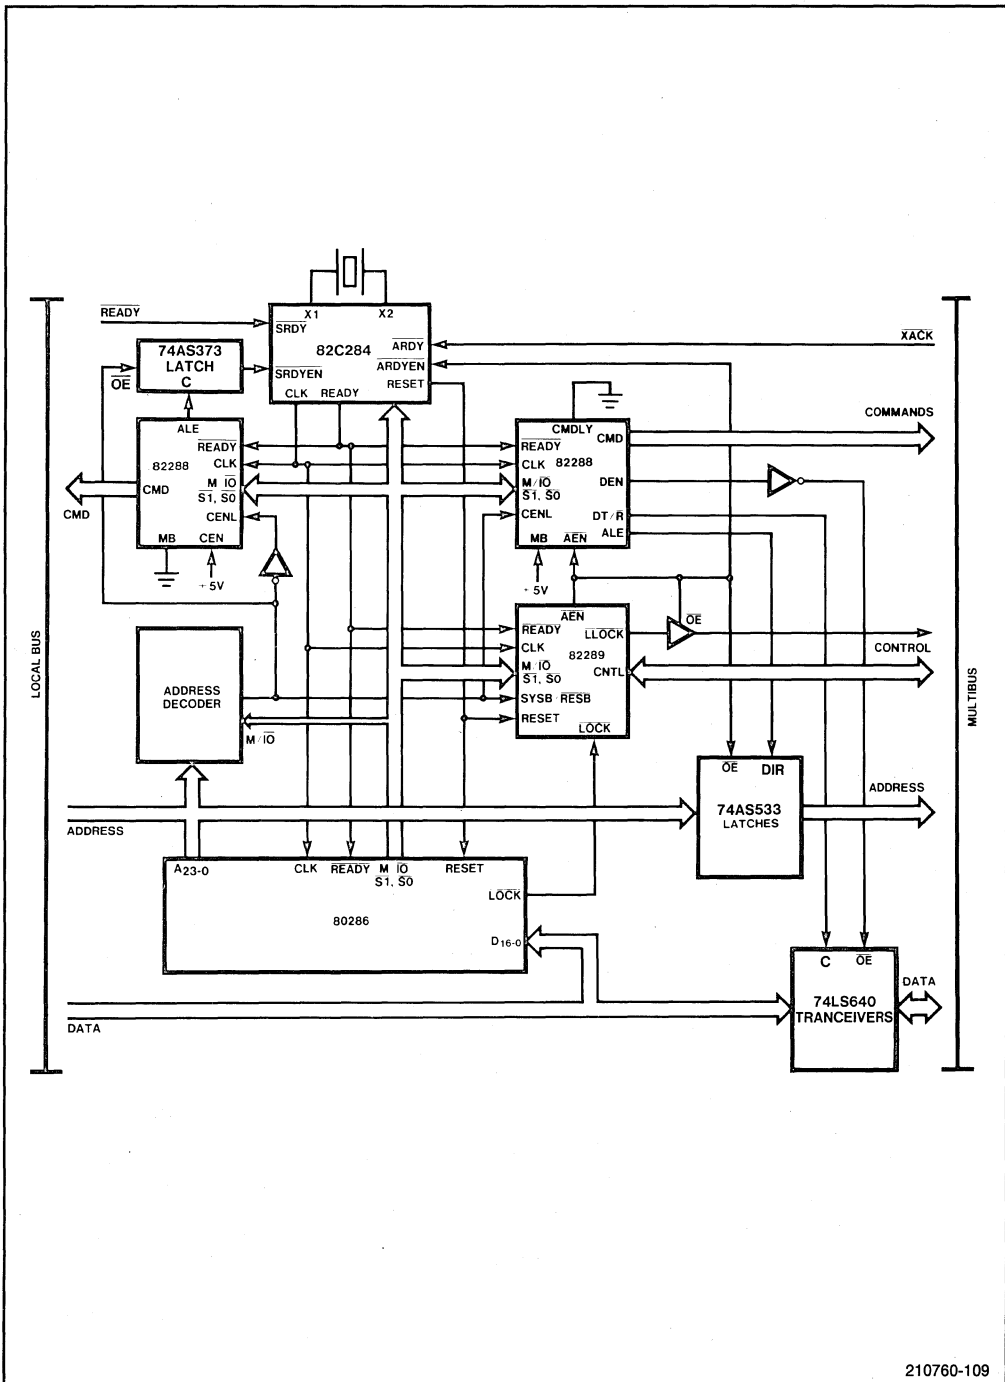 X1 X2
READY
SRDY
82C284
ARDY
XACK
74AS373
LATCH
C
OE
SRDYEN
ARDYEN
RESET
CLK READY
ALE
READY
82288
CLK
CMD
M IO
S1, S0
CENL
MB CEN
CMD
+5V
CMDLY
CMD
READY
82288
CLK
M/IO
S1, S0
DEN
CENL
DT/R
ALE
MB AEN
+5V
COMMANDS
AEN
READY
LLOCK
OE
CLK
82289
M/IO
S1, S0
CNTL
SYSB/RESB
RESET
LOCK
CONTROL
LOCAL BUS
MULTIBUS
ADDRESS
DECODER
M/IO
OE DIR
74AS533
LATCHES
ADDRESS
ADDRESS
A23-0
CLK READY M IO
S1, S0
RESET
LOCK
80286
D16-0
C OE
74LS640
TRANCEIVERS
DATA
DATA
210760-109